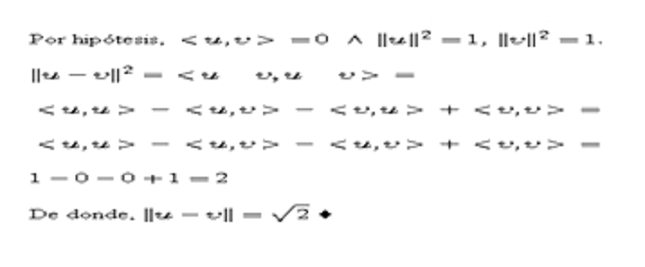 Por hipótesis, < u, v > = 0 ∧ ||u||² = 1, ||v||² = 1.
||u − v||² = < u   v, u   v > =
< u, u > − < u, v > − < v, u > + < v, v > =
< u, u > − < u, v > − < u, v > + < v, v > =
1 − 0 − 0 + 1 = 2
De donde, ||u − v|| = √2 ◆